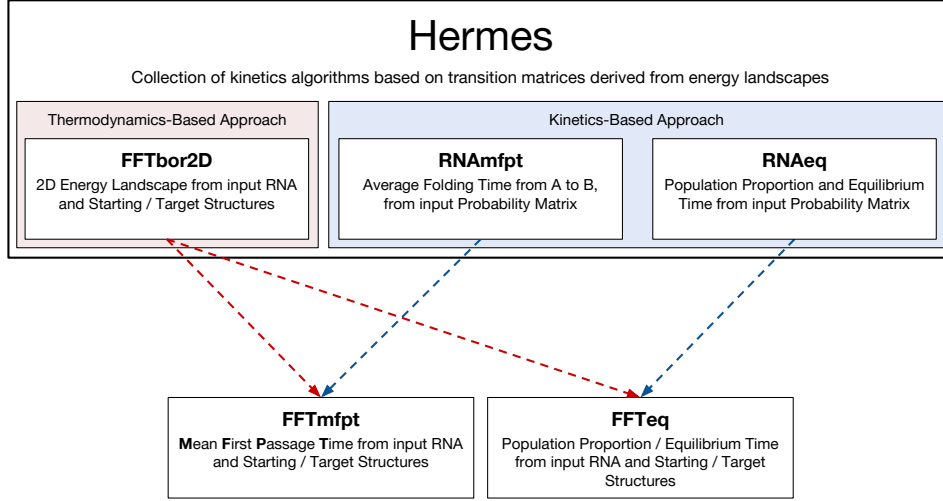 Hermes
Collection of kinetics algorithms based on transition matrices derived from energy landscapes
Thermodynamics-Based Approach
FFTbor2D
2D Energy Landscape from input RNA
and Starting / Target Structures
Kinetics-Based Approach
RNAmfpt
Average Folding Time from A to B,
from input Probability Matrix
RNAeq
Population Proportion and Equilibrium
Time from input Probability Matrix
FFTmfpt
Mean First Passage Time from input RNA
and Starting / Target Structures
FFTeq
Population Proportion / Equilibrium Time
from input RNA and Starting / Target
Structures